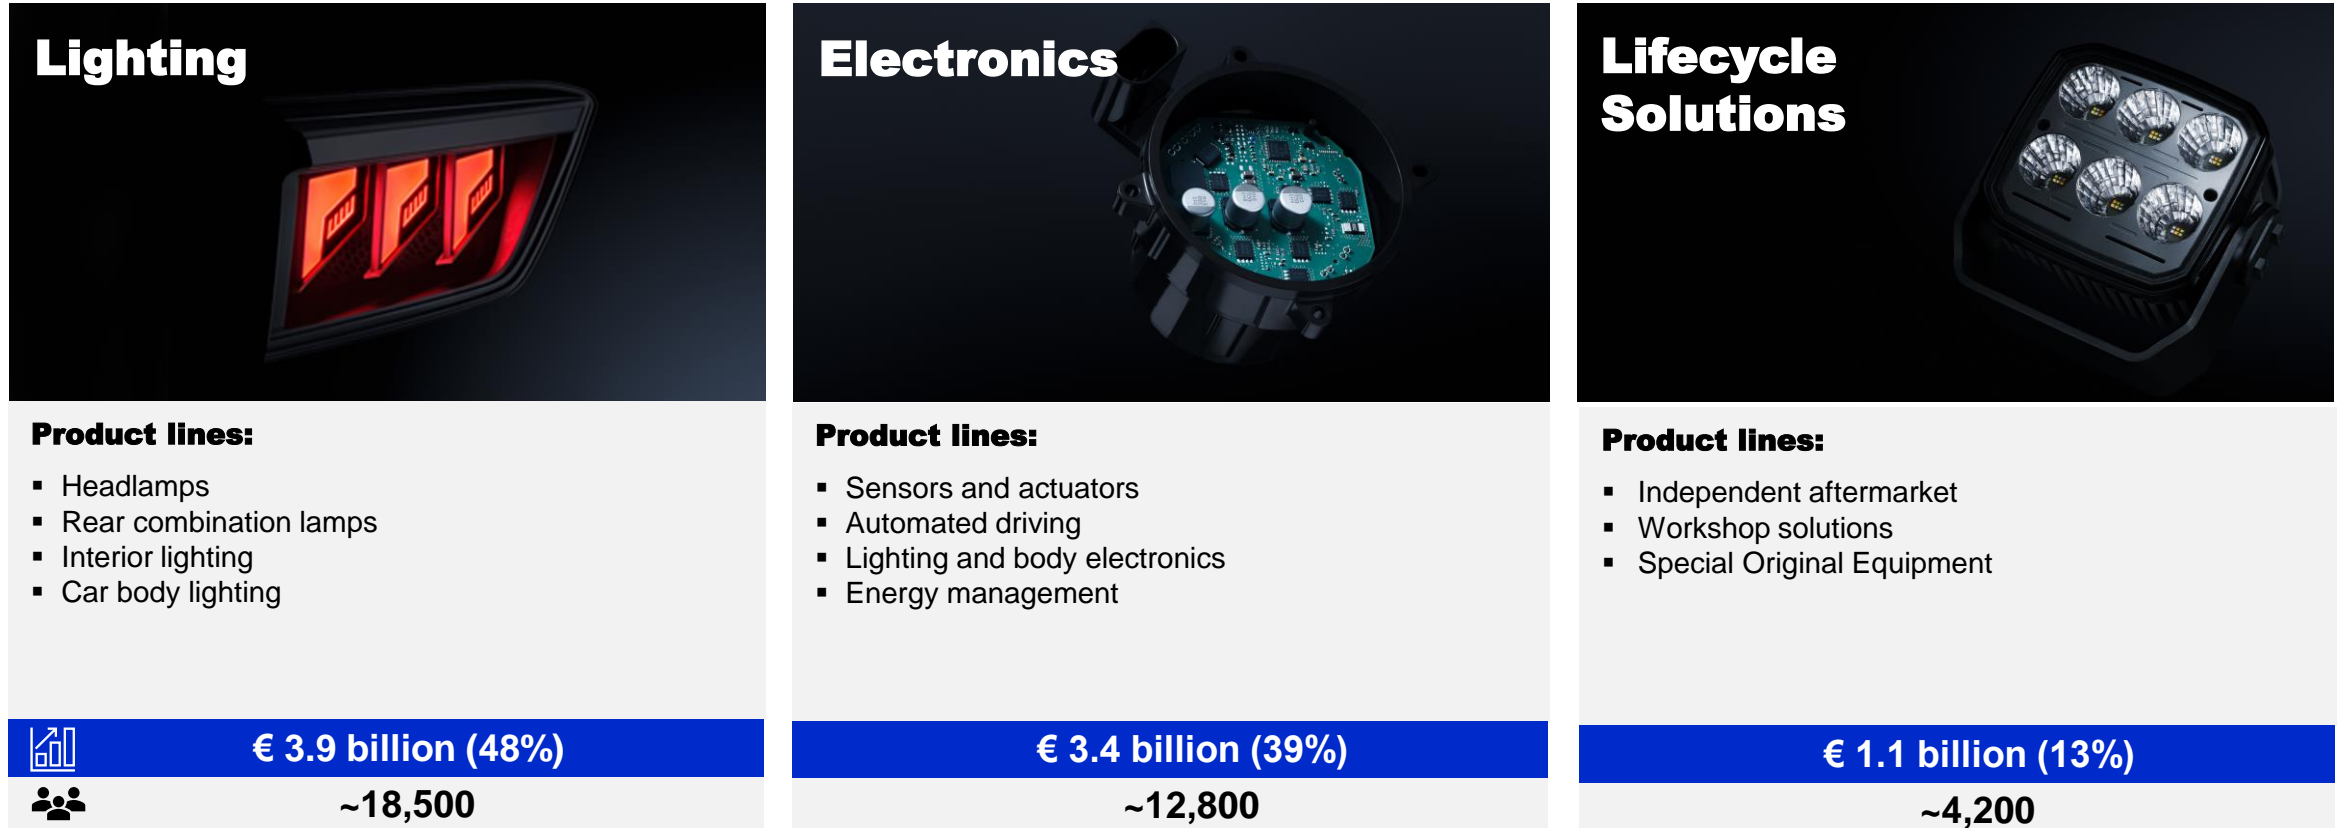 Lighting
Product lines:
▪ Headlamps
▪ Rear combination lamps
▪ Interior lighting
▪ Car body lighting
€ 3.9 billion (48%)
~18,500
Electronics
Product lines:
▪ Sensors and actuators
▪ Automated driving
▪ Lighting and body electronics
▪ Energy management
€ 3.4 billion (39%)
~12,800
Lifecycle
Solutions
Product lines:
▪ Independent aftermarket
▪ Workshop solutions
▪ Special Original Equipment
€ 1.1 billion (13%)
~4,200